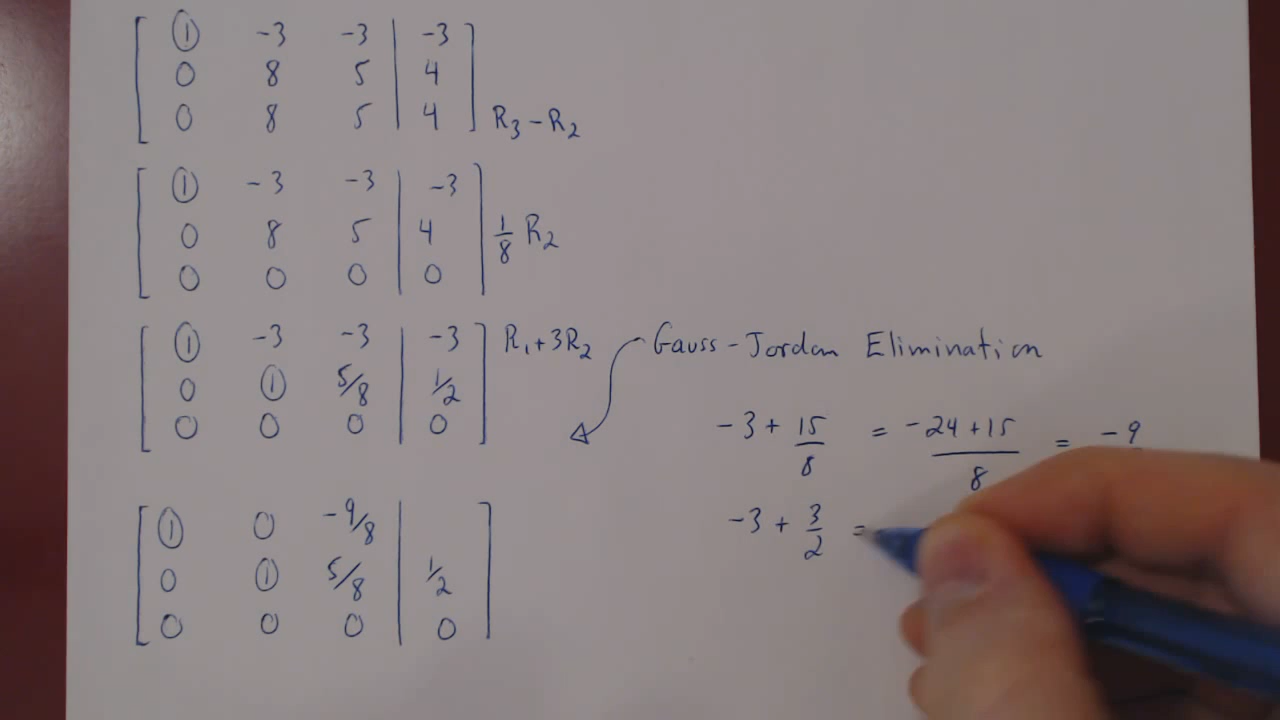 1 -3 -3 -3
0 8 5 4
0 8 5 4 R3 - R2
1 -3 -3 -3
0 8 5 4 1/8 R2
0 0 0 0
1 -3 -3 -3 R1+3R2
0 1 5/8 1/2
0 0 0 0
Gauss-Jordan Elimination
-3 + 15/8 = -24+15/8 = -9
-3 + 3/2 =
1 0 -9/8
0 1 5/8 1/2
0 0 0 0